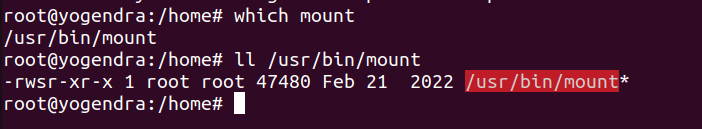 root@yogendra:/home# which mount
/usr/bin/mount
root@yogendra:/home# ll /usr/bin/mount
-rwsr-xr-x 1 root root 47480 Feb 21  2022 /usr/bin/mount*
root@yogendra:/home#